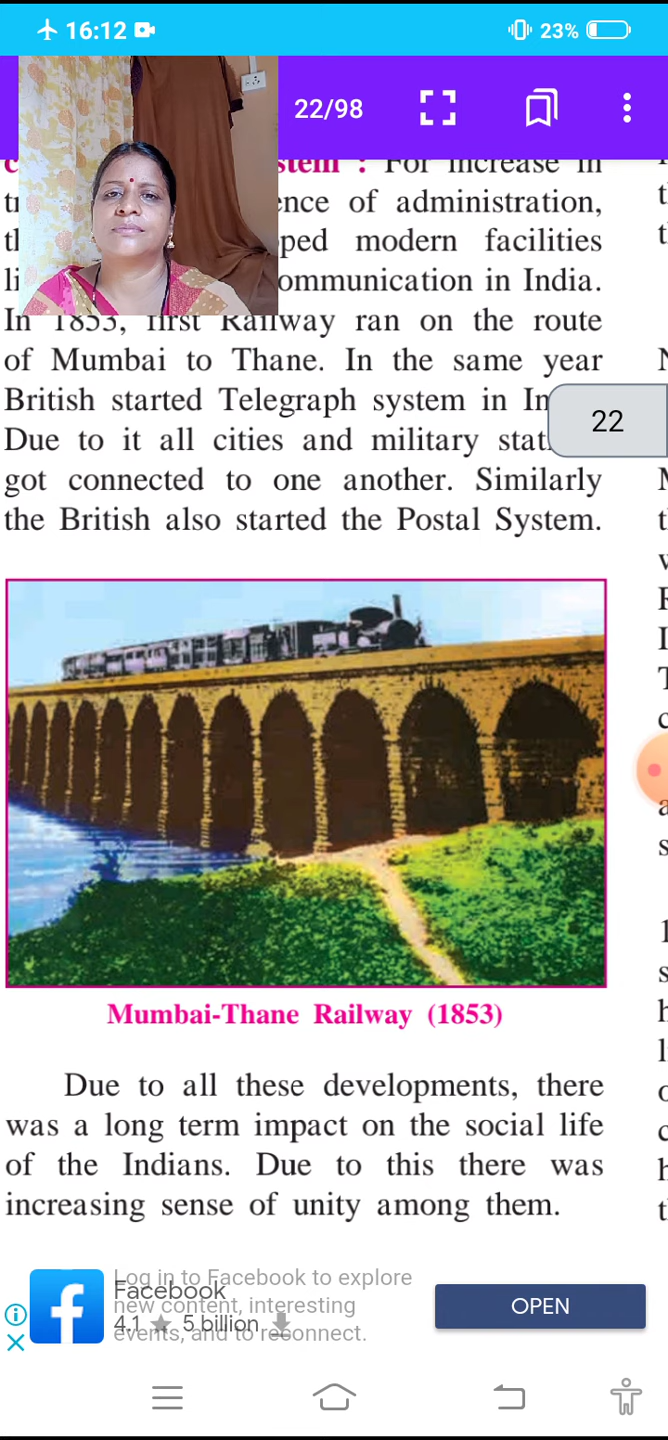 16:12 23%
22/98
stem : For increase in
ence of administration,
ped modern facilities
li ommunication in India.
In 1853, first Railway ran on the route
of Mumbai to Thane. In the same year
British started Telegraph system in In
22
Due to it all cities and military stat
got connected to one another. Similarly
the British also started the Postal System.
Mumbai-Thane Railway (1853)
Due to all these developments, there
was a long term impact on the social life
of the Indians. Due to this there was
increasing sense of unity among them.
Log in to Facebook to explore
Facebook
new content, interesting
4.1 5 billion
events, and to reconnect.
OPEN